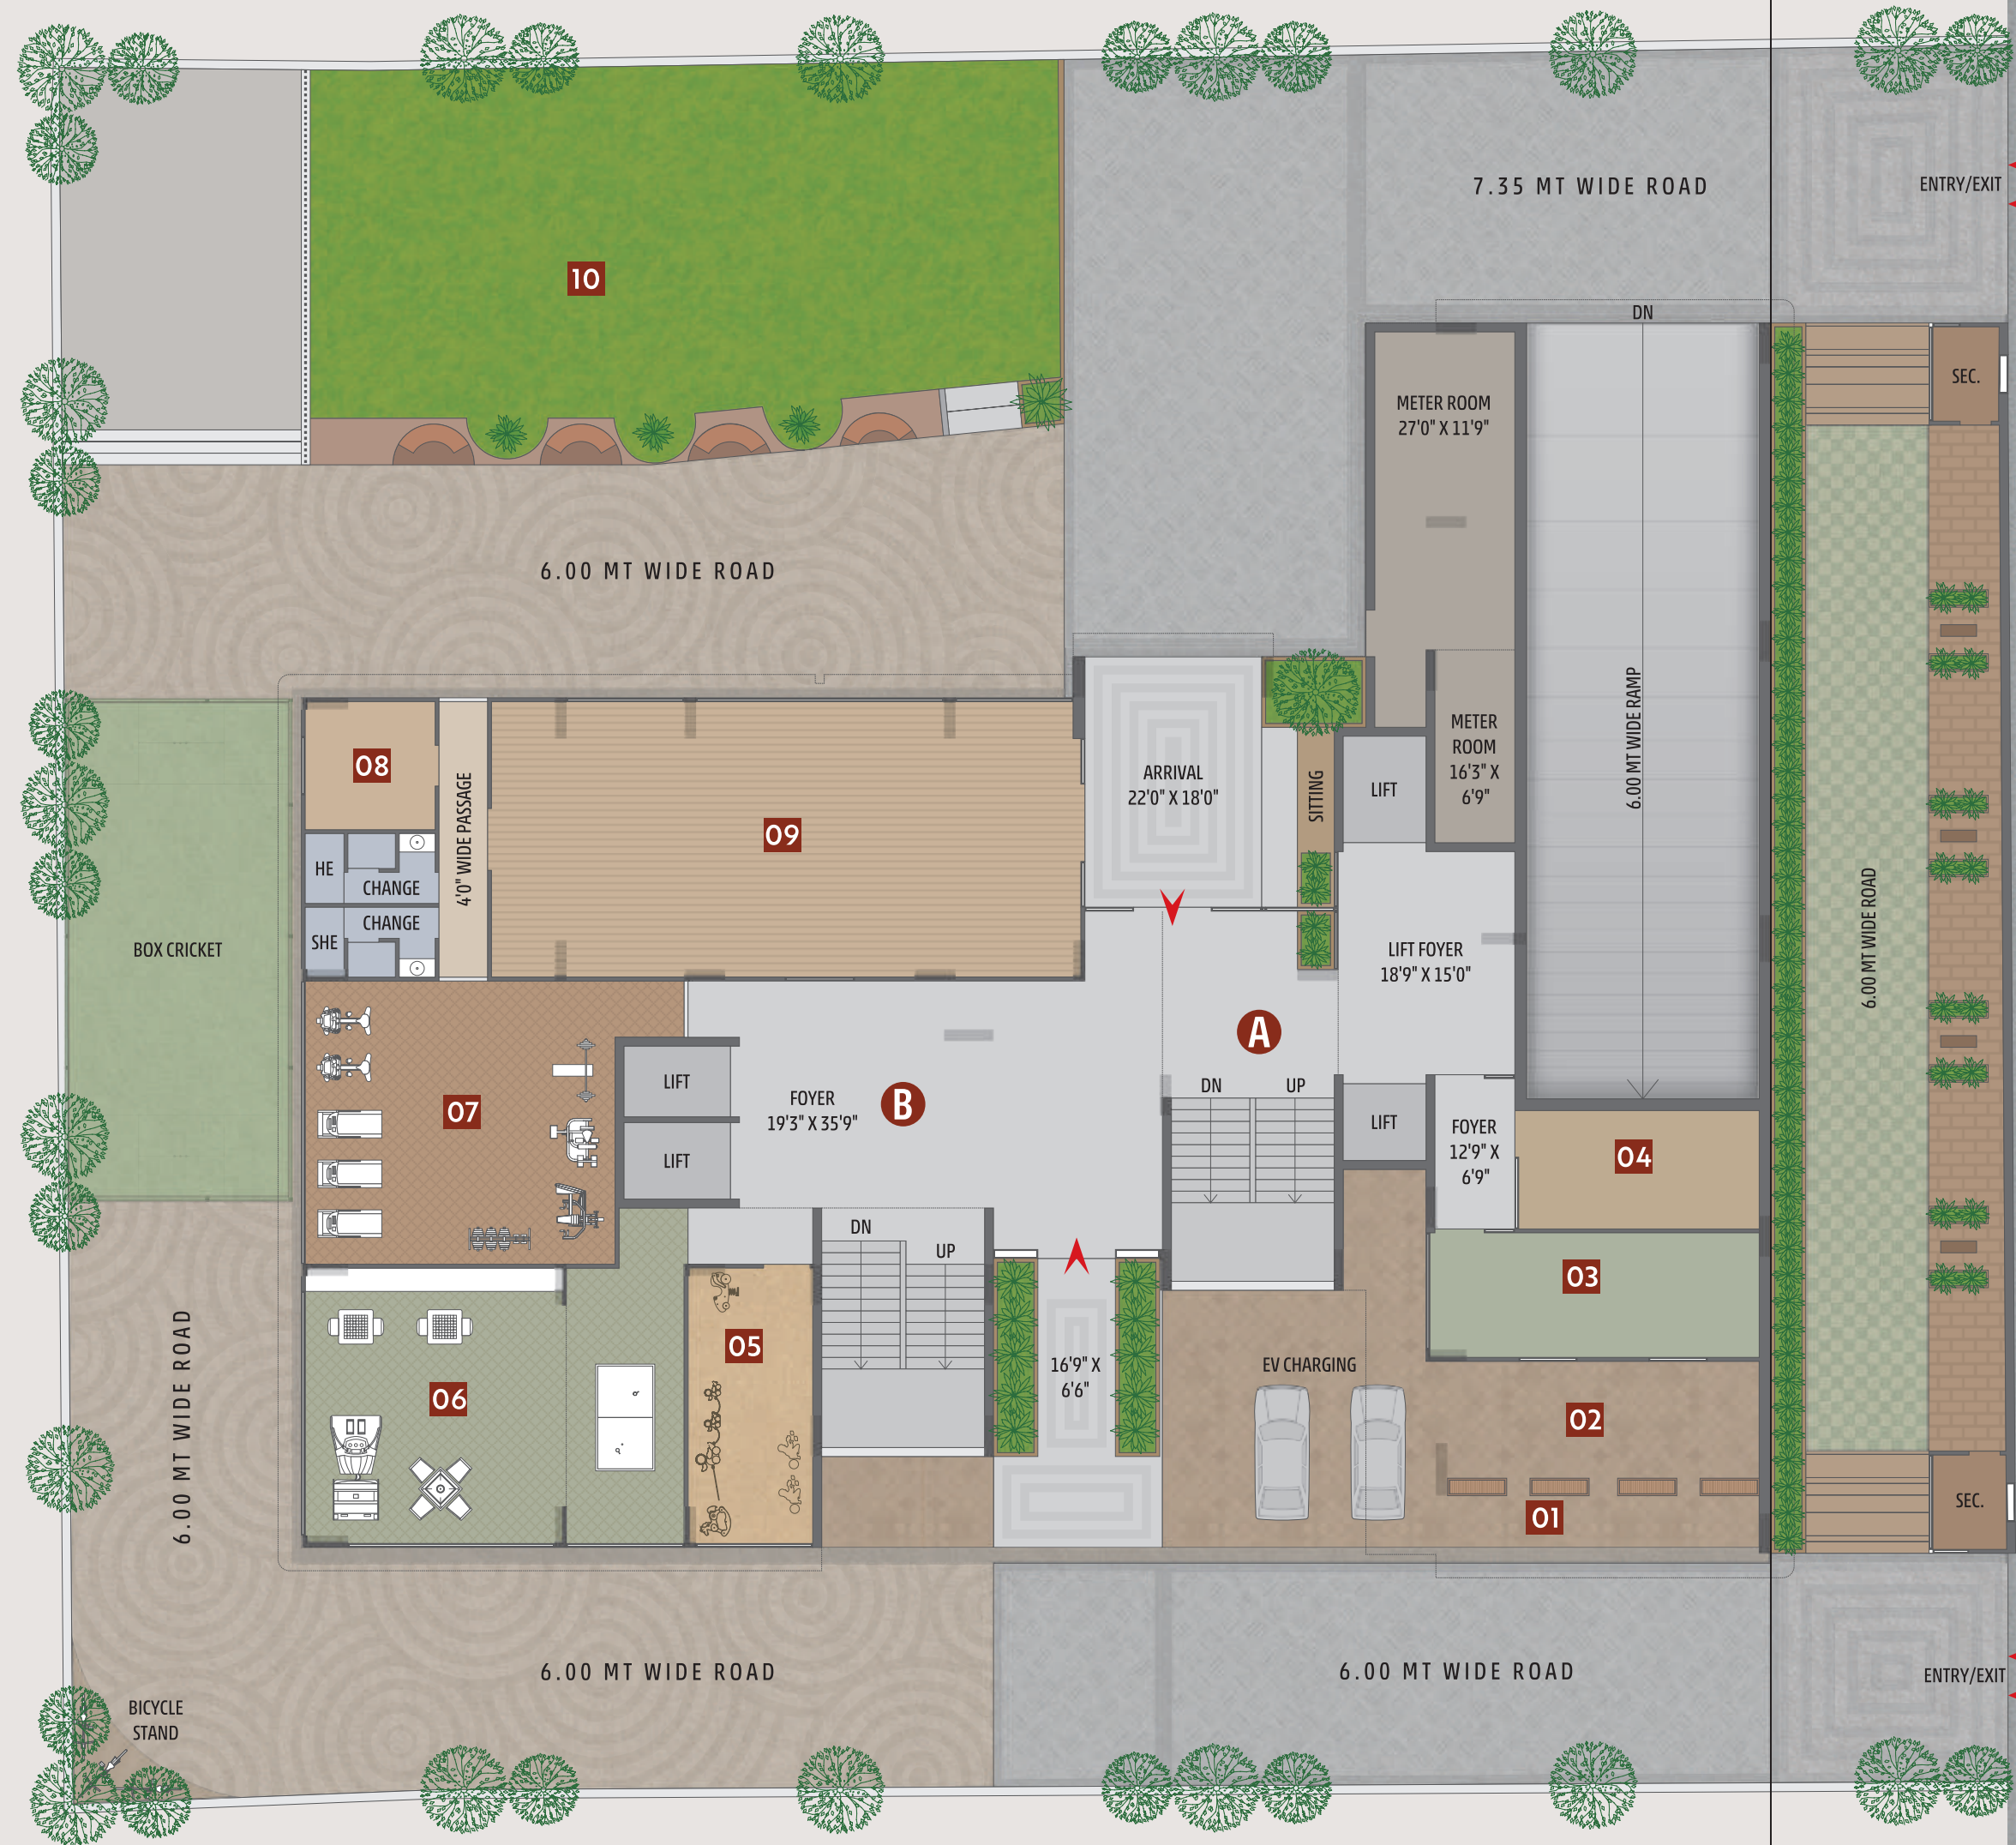 7.35 MT WIDE ROAD
ENTRY/EXIT
10
DN
SEC.
METER ROOM
27'0" X 11'9"
6.00 MT WIDE ROAD
6.00 MT WIDE RAMP
METER
ROOM
16'3" X
6'9"
08
4'0" WIDE PASSAGE
09
ARRIVAL
22'0" X 18'0"
SITTING
LIFT
HE
CHANGE
CHANGE
SHE
BOX CRICKET
LIFT FOYER
18'9" X 15'0"
6.00 MT WIDE ROAD
A
LIFT
07
FOYER
19'3" X 35'9"
B
DN
UP
LIFT
LIFT
FOYER
12'9" X
6'9"
04
DN
UP
03
05
06
16'9" X
6'6"
EV CHARGING
02
01
SEC.
6.00 MT WIDE ROAD
6.00 MT WIDE ROAD
6.00 MT WIDE ROAD
ENTRY/EXIT
BICYCLE
STAND